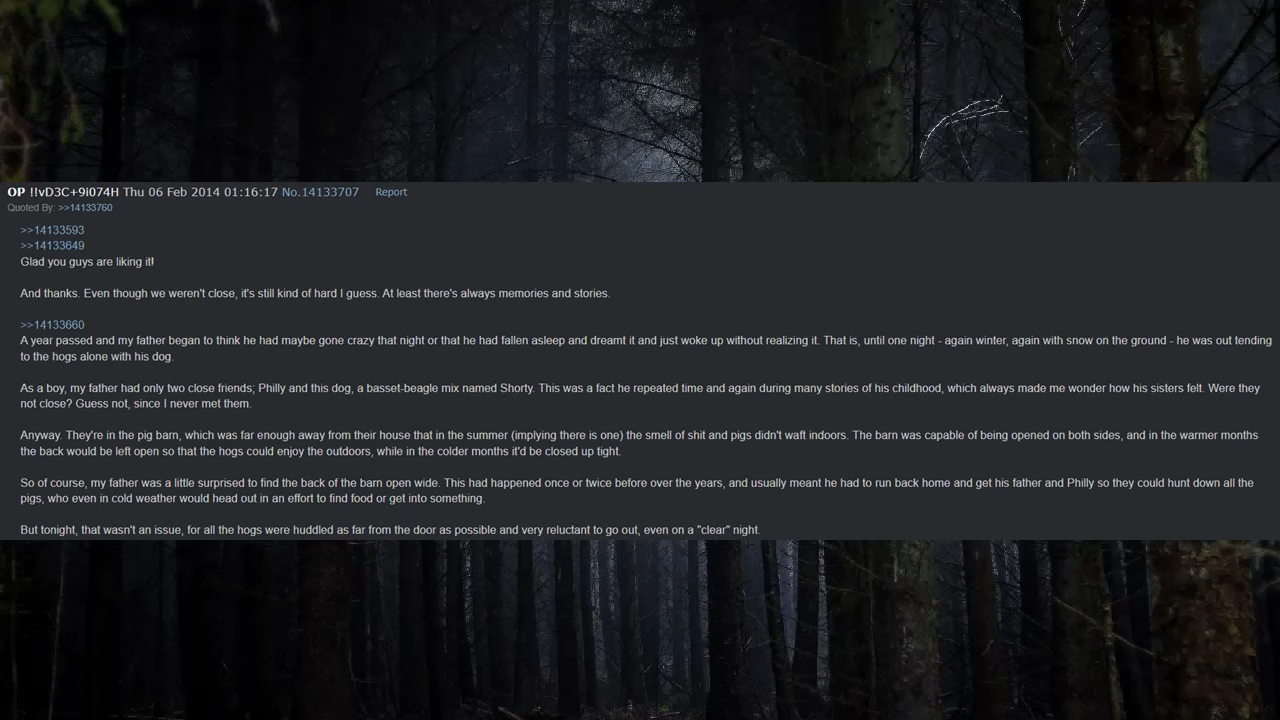 OP !!vD3C+9i074H Thu 06 Feb 2014 01:16:17 No.14133707 Report
Quoted By: >>14133760
>>14133593
>>14133649
Glad you guys are liking it!
And thanks. Even though we weren't close, it's still kind of hard I guess. At least there's always memories and stories.
>>14133660
A year passed and my father began to think he had maybe gone crazy that night or that he had fallen asleep and dreamt it and just woke up without realizing it. That is, until one night - again winter, again with snow on the ground - he was out tending
to the hogs alone with his dog.
As a boy, my father had only two close friends; Philly and this dog, a basset-beagle mix named Shorty. This was a fact he repeated time and again during many stories of his childhood, which always made me wonder how his sisters felt. Were they
not close? Guess not, since I never met them.
Anyway. They're in the pig barn, which was far enough away from their house that in the summer (implying there is one) the smell of shit and pigs didn't waft indoors. The barn was capable of being opened on both sides, and in the warmer months
the back would be left open so that the hogs could enjoy the outdoors, while in the colder months it'd be closed up tight.
So of course, my father was a little surprised to find the back of the barn open wide. This had happened once or twice before over the years, and usually meant he had to run back home and get his father and Philly so they could hunt down all the
pigs, who even in cold weather would head out in an effort to find food or get into something.
But tonight, that wasn't an issue, for all the hogs were huddled as far from the door as possible and very reluctant to go out, even on a "clear" night.